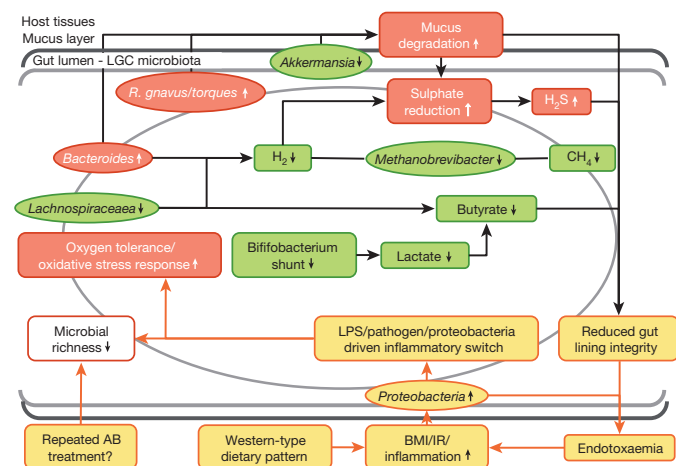 Host tissues
Mucus layer
Gut lumen - LGC microbiota
Mucus
degradation ↑
Akkermansia ↓
R. gnavus/torques ↑
Sulphate
reduction ↑
H₂S ↑
Bacteroides ↑
H₂ ↓
Methanobrevibacter ↓
CH₄ ↓
Lachnospiraceaea ↓
Butyrate ↓
Oxygen tolerance/
oxidative stress response ↑
Bififobacterium
shunt ↓
Lactate ↓
Microbial
richness ↓
LPS/pathogen/proteobacteria
driven inflammatory switch
Reduced gut
lining integrity
Proteobacteria ↑
Repeated AB
treatment?
Western-type
dietary pattern
BMI/IR/
inflammation ↑
Endotoxaemia